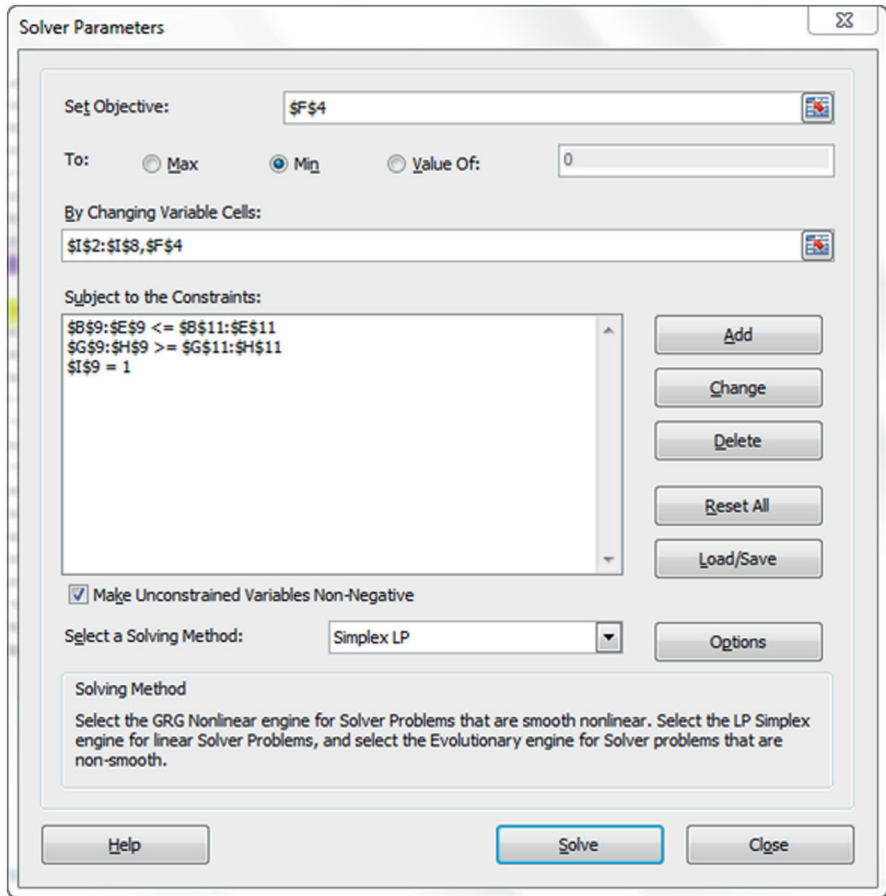 Solver Parameters
Set Objective: $F$4
To: Max Min Value Of: 0
By Changing Variable Cells:
$I$2:$I$8,$F$4
Subject to the Constraints:
$B$9:$E$9 <= $B$11:$E$11
$G$9:$H$9 >= $G$11:$H$11
$I$9 = 1
Add
Change
Delete
Reset All
Load/Save
Make Unconstrained Variables Non-Negative
Select a Solving Method: Simplex LP Options
Solving Method
Select the GRG Nonlinear engine for Solver Problems that are smooth nonlinear. Select the LP Simplex
engine for linear Solver Problems, and select the Evolutionary engine for Solver problems that are
non-smooth.
Help Solve Close